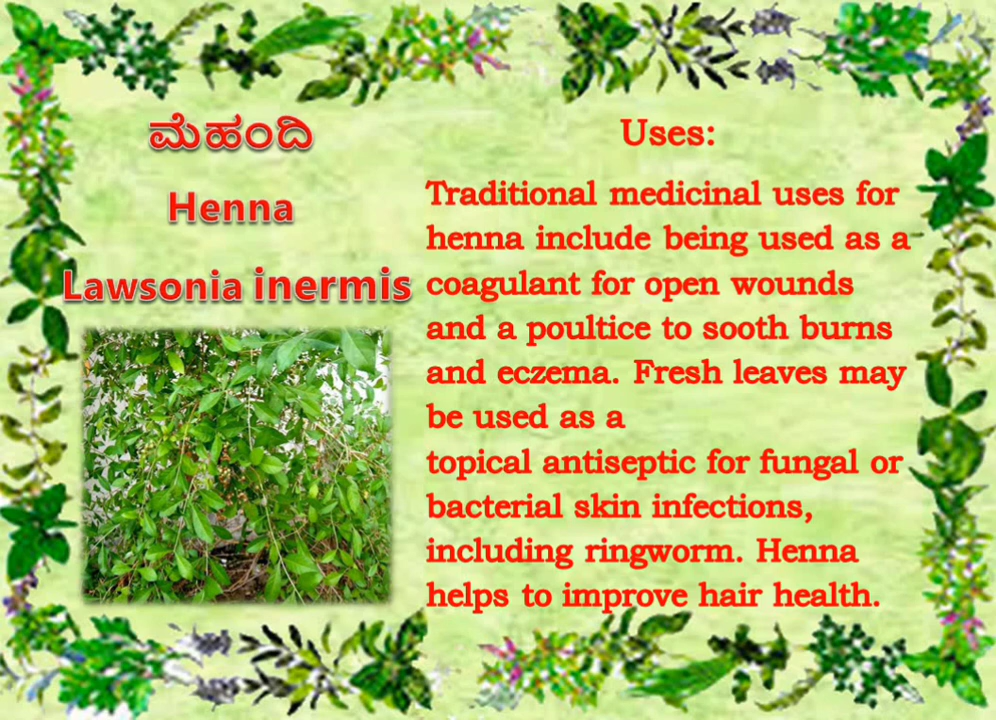 ಮೆಹಂದಿ
Henna
Lawsonia inermis
Uses:
Traditional medicinal uses for
henna include being used as a
coagulant for open wounds
and a poultice to sooth burns
and eczema. Fresh leaves may
be used as a
topical antiseptic for fungal or
bacterial skin infections,
including ringworm. Henna
helps to improve hair health.